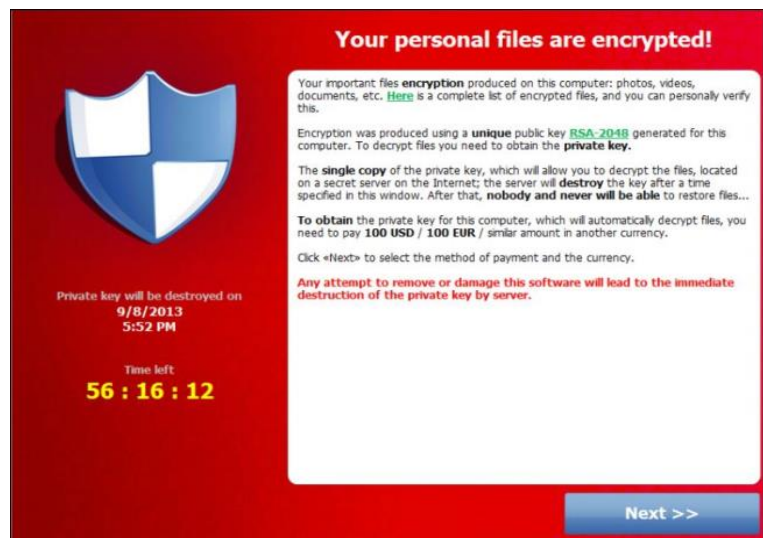 Your personal files are encrypted!
Your important files encryption produced on this computer: photos, videos,
documents, etc. Here is a complete list of encrypted files, and you can personally verify
this.
Encryption was produced using a unique public key RSA-2048 generated for this
computer. To decrypt files you need to obtain the private key.
The single copy of the private key, which will allow you to decrypt the files, located
on a secret server on the Internet; the server will destroy the key after a time
specified in this window. After that, nobody and never will be able to restore files...
To obtain the private key for this computer, which will automatically decrypt files, you
need to pay 100 USD / 100 EUR / similar amount in another currency.
Click «Next» to select the method of payment and the currency.
Any attempt to remove or damage this software will lead to the immediate
destruction of the private key by server.
Private key will be destroyed on
9/8/2013
5:52 PM
Time left
56 : 16 : 12
Next >>